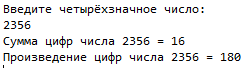 Введите четырёхзначное число:
2356
Сумма цифр числа 2356 = 16
Произведение цифр числа 2356 = 180